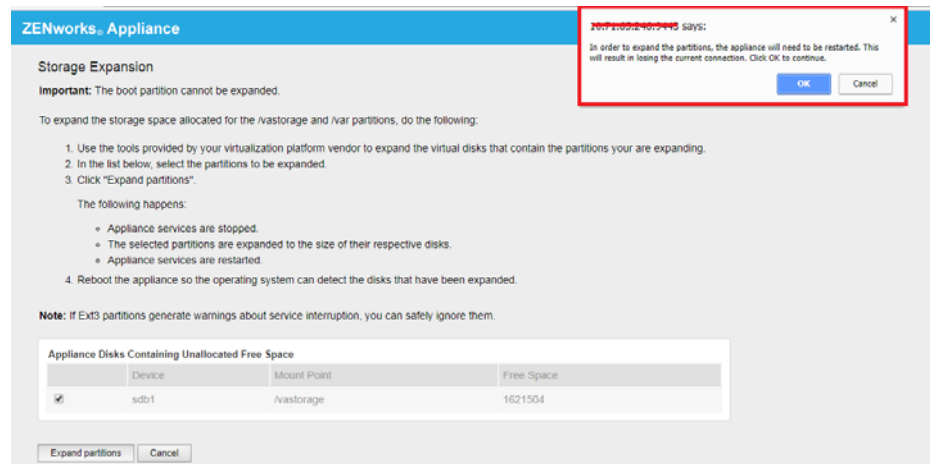 ZENworks® Appliance
says:
In order to expand the partitions, the appliance will need to be restarted. This
will result in losing the current connection. Click OK to continue.
OK Cancel
Storage Expansion
Important: The boot partition cannot be expanded.
To expand the storage space allocated for the /vastorage and /var partitions, do the following:
1. Use the tools provided by your virtualization platform vendor to expand the virtual disks that contain the partitions your are expanding.
2. In the list below, select the partitions to be expanded.
3. Click "Expand partitions".
The following happens:
Appliance services are stopped.
The selected partitions are expanded to the size of their respective disks.
Appliance services are restarted.
4. Reboot the appliance so the operating system can detect the disks that have been expanded.
Note: If Ext3 partitions generate warnings about service interruption, you can safely ignore them.
Appliance Disks Containing Unallocated Free Space
Device Mount Point Free Space
sdb1 /vastorage 1621504
Expand partitions Cancel